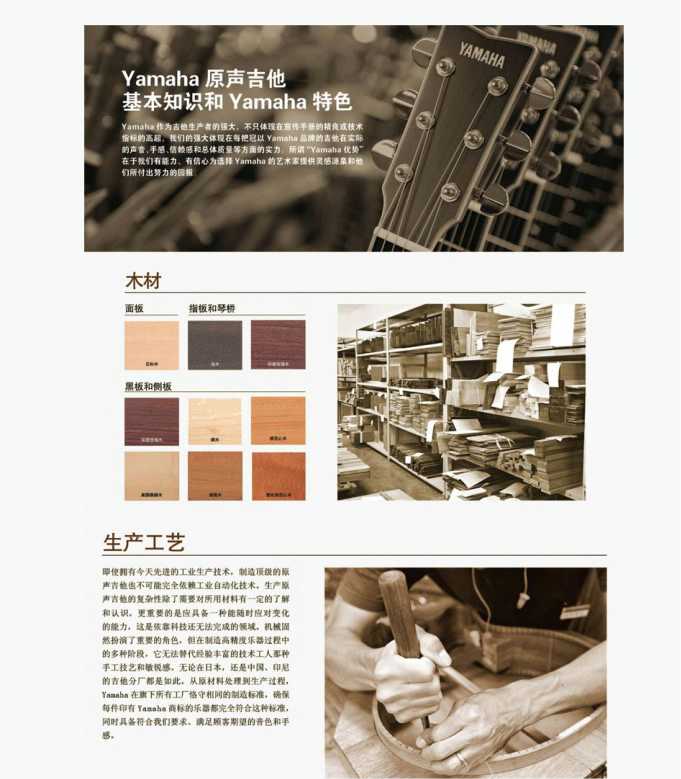 YAMAHA
YAMAHA
Yamaha 原声吉他
基本知识和 Yamaha 特色
Yamaha 作为吉他生产者的强大，不只体现在宣传手册的精良或技术
指标的高超，我们的强大体现在每把冠以 Yamaha 品牌的吉他在实际
的声音、手感、信赖感和总体质量等方面的实力，所谓“Yamaha 优势”
在于我们有能力、有信心为选择 Yamaha 的艺术家提供灵感源泉和他
们所付出努力的回报
木材
面板
指板和琴桥
黑板和侧板
生产工艺
即使拥有今天先进的工业生产技术，制造顶级的原
声吉他也不可能完全依赖工业自动化技术。生产原
声吉他的复杂性除了需要对所用材料有一定的了解
和认识，更重要的是应具备一种能随时应对变化
的能力，这是依靠科技还无法完成的领域。机械固
然扮演了重要的角色，但在制造高精度乐器过程中
的多种阶段，它无法替代经验丰富的技术工人那种
手工技艺和敏锐感。无论在日本，还是中国、印尼
的吉他分厂都是如此。从原材料处理到生产过程，
Yamaha 在旗下所有工厂恪守相同的制造标准，确保
每件印有 Yamaha 商标的乐器都完全符合这种标准，
同时具备符合我们要求、满足顾客期望的音色和手
感。